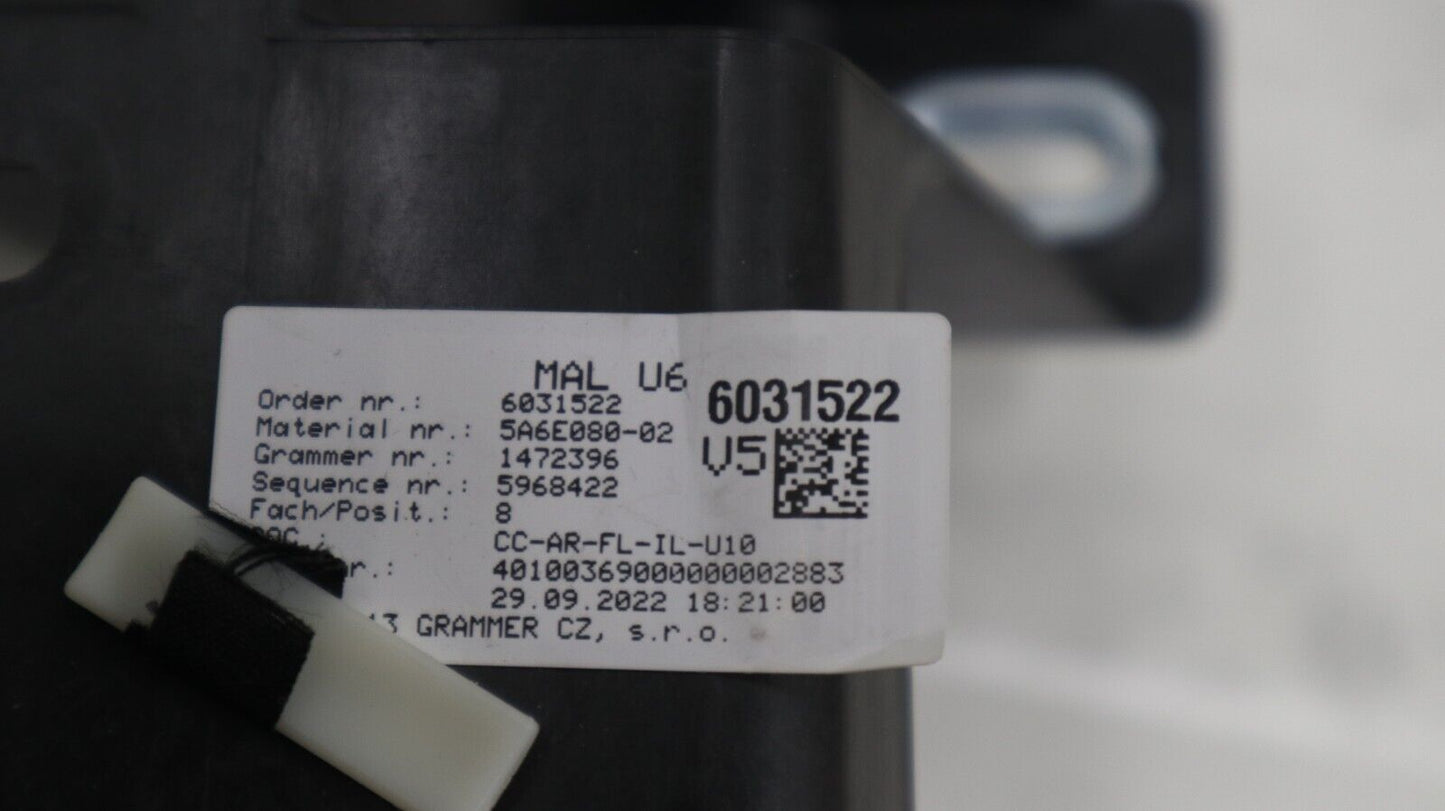 MAL U6
Order nr.: 6031522
6031522
Material nr.: 5A6E080-02
V5
Grammer nr.: 1472396
Sequence nr.: 5968422
Fach/Posit.: 8
CC-AR-FL-IL-U10
r.: 40100369000000002883
29.09.2022 18:21:00
13 GRAMMER CZ, s.r.o.